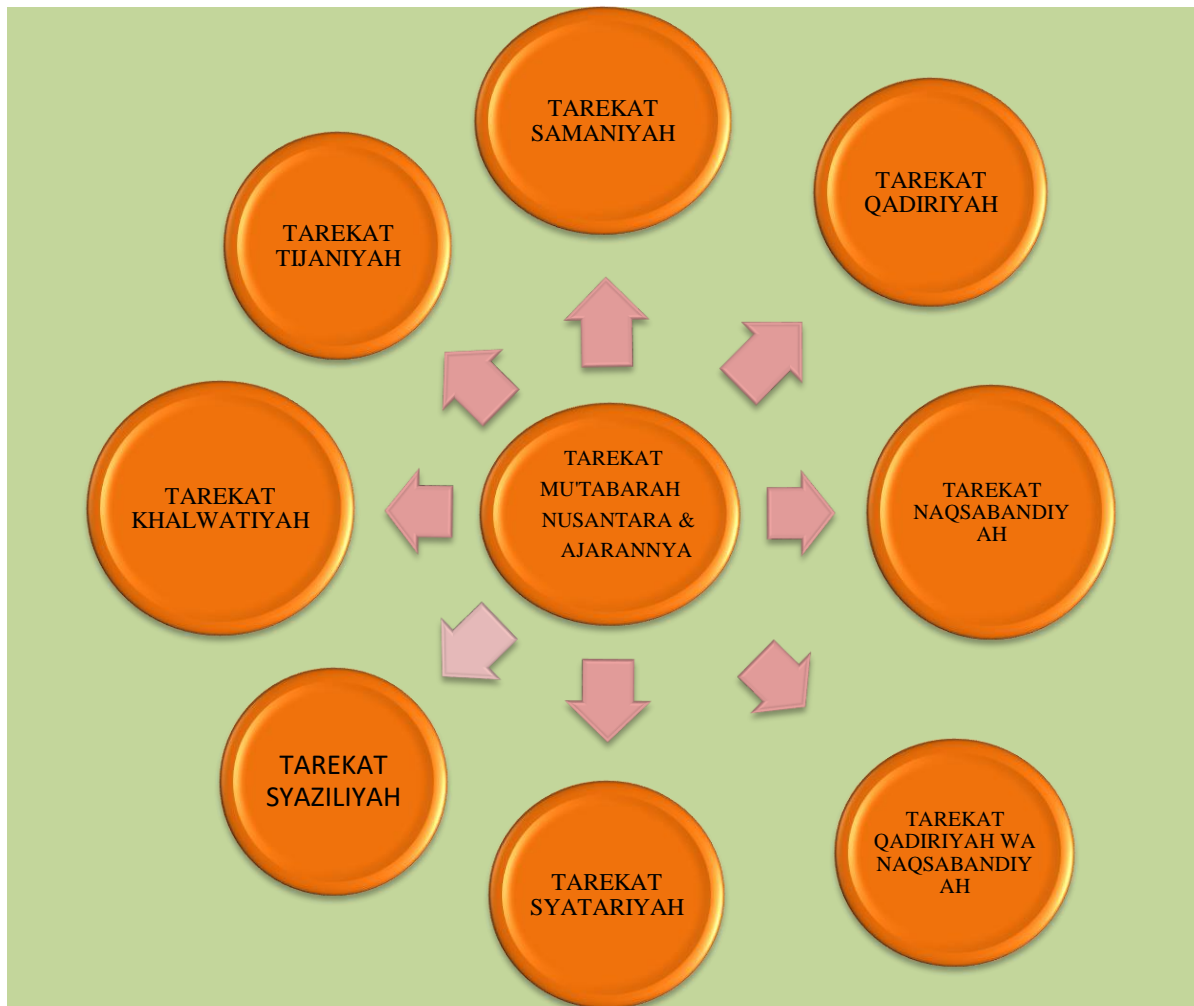 TAREKAT
SAMANIYAH
TAREKAT
QADIRIYAH
TAREKAT
TIJANIYAH
TAREKAT
MU'TABARAH
NUSANTARA &
AJARANNYA
TAREKAT
KHALWATIYAH
TAREKAT
NAQSABANDIY
AH
TAREKAT
SYAZILIYAH
TAREKAT
SYATARIYAH
TAREKAT
QADIRIYAH WA
NAQSABANDIY
AH